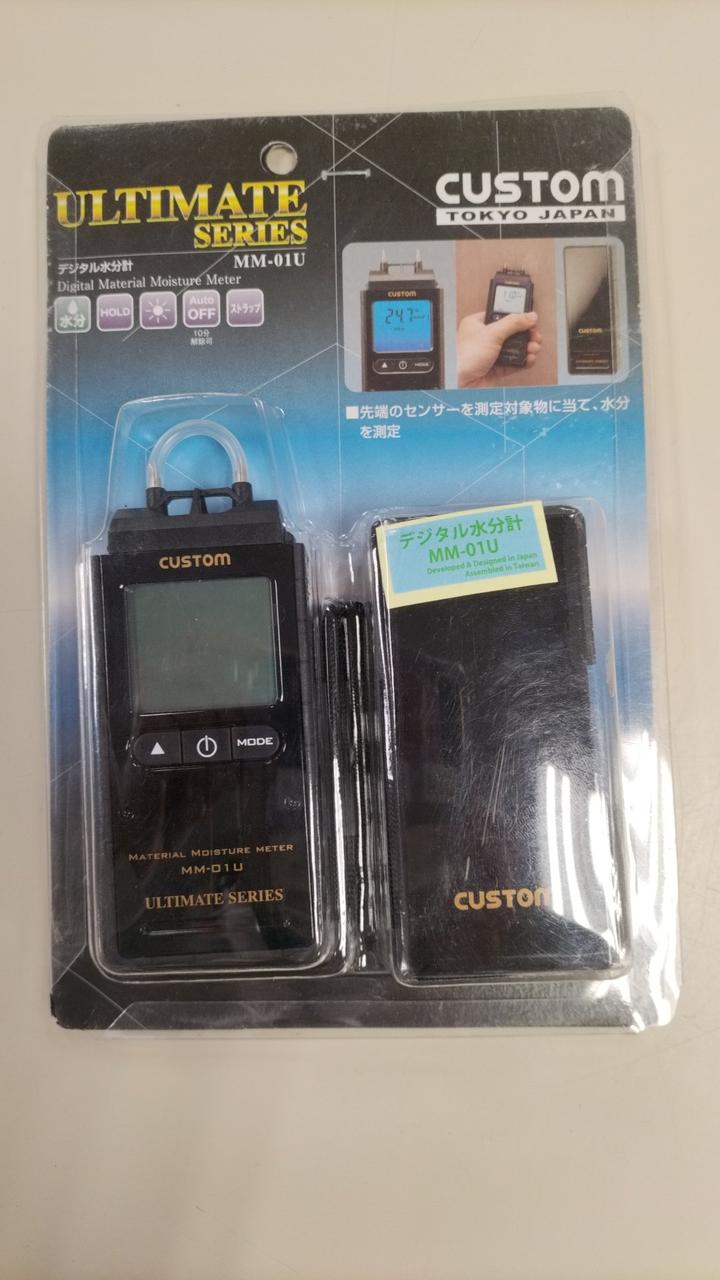 ULTIMATE
SERIES
MM-01U
デジタル水分計
Digital Material Moisture Meter
水分
HOLD
Auto
OFF
ストラップ
10分
解除可
CUSTOM
TOKYO JAPAN
CUSTOM
24.7
MODE
CUSTOM
■先端のセンサーを測定対象物に当て、水分
を測定
CUSTOM
MODE
MATERIAL MOISTURE METER
MM-01U
ULTIMATE SERIES
デジタル水分計
MM-01U
Developed & Designed in Japan
Assembled in Taiwan
CUSTOM